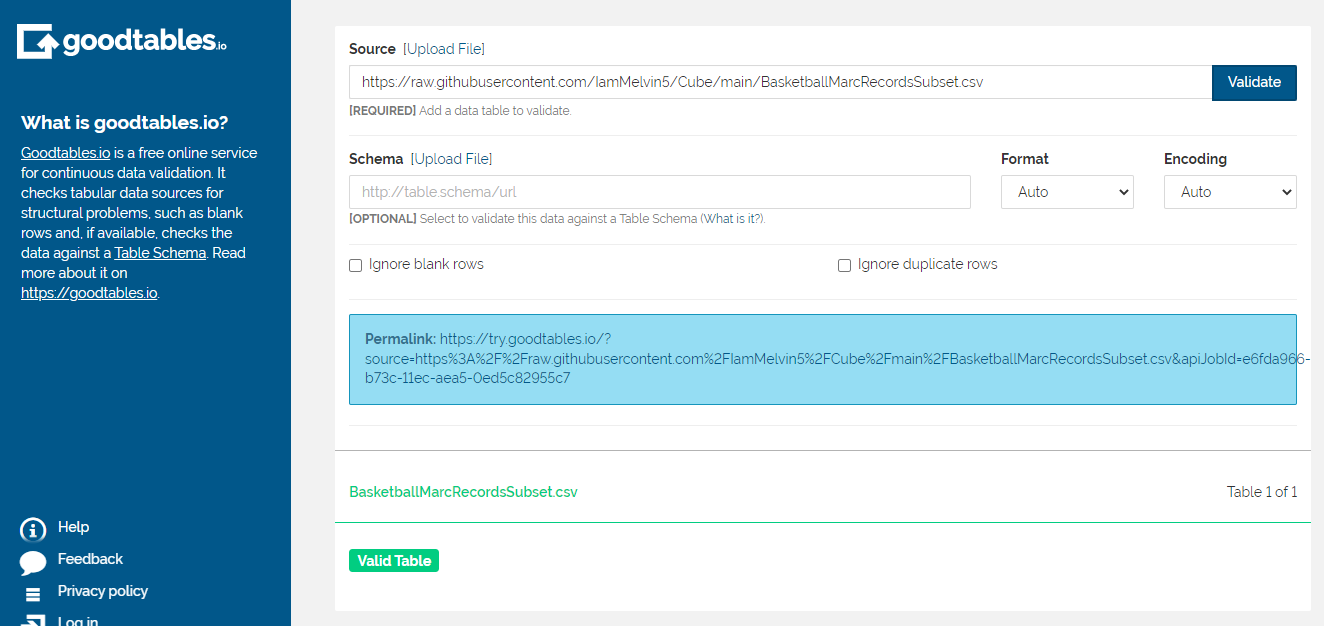 goodtables.io
What is goodtables.io?
Goodtables.io is a free online service
for continuous data validation. It
checks tabular data sources for
structural problems, such as blank
rows and, if available, checks the
data against a Table Schema. Read
more about it on
https://goodtables.io.
Help
Feedback
Privacy policy
Log in
Source [Upload File]
https://raw.githubusercontent.com/IamMelvin5/Cube/main/BasketballMarcRecordsSubset.csv
Validate
[REQUIRED] Add a data table to validate.
Schema [Upload File]
Format
Encoding
http://table.schema/url
Auto
Auto
[OPTIONAL] Select to validate this data against a Table Schema (What is it?).
Ignore blank rows
Ignore duplicate rows
Permalink: https://try.goodtables.io/?
source=https%3A%2F%2Fraw.githubusercontent.com%2FIamMelvin5%2FCube%2Fmain%2FBasketballMarcRecordsSubset.csv&apiJobId=e6fda966-
b73c-11ec-aea5-0ed5c82955c7
BasketballMarcRecordsSubset.csv
Table 1 of 1
Valid Table